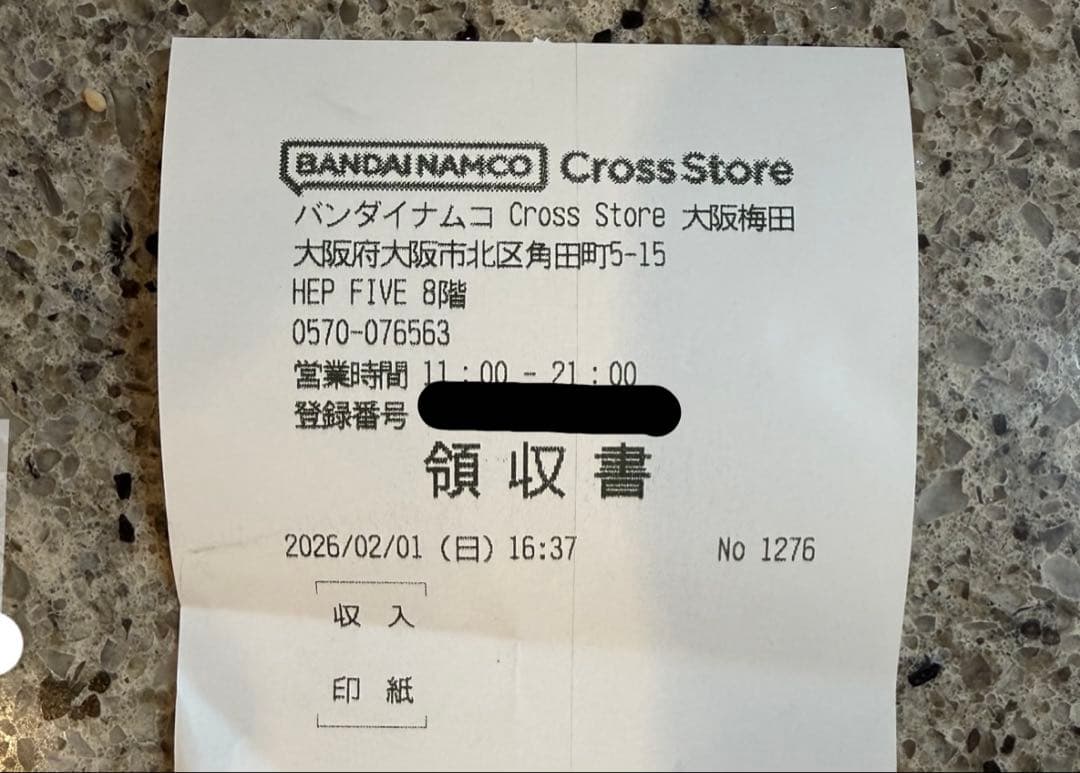 BANDAI NAMCO Cross Store
バンダイナムコ Cross Store 大阪梅田
大阪府大阪市北区角田町5-15
HEP FIVE 8階
0570-076563
営業時間 11:00 - 21:00
登録番号
領収書
2026/02/01 (日) 16:37 No 1276
収入
印紙